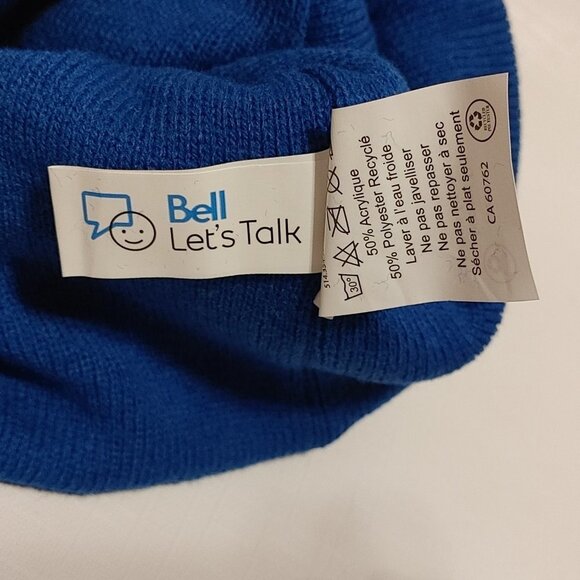 Bell
Let's Talk
50% Acrylique
50% Polyester Recyclé
Laver à l'eau froide
Ne pas javelliser
Ne pas repasser
Ne pas nettoyer à sec
Sécher à plat seulement
CA 60762
30°